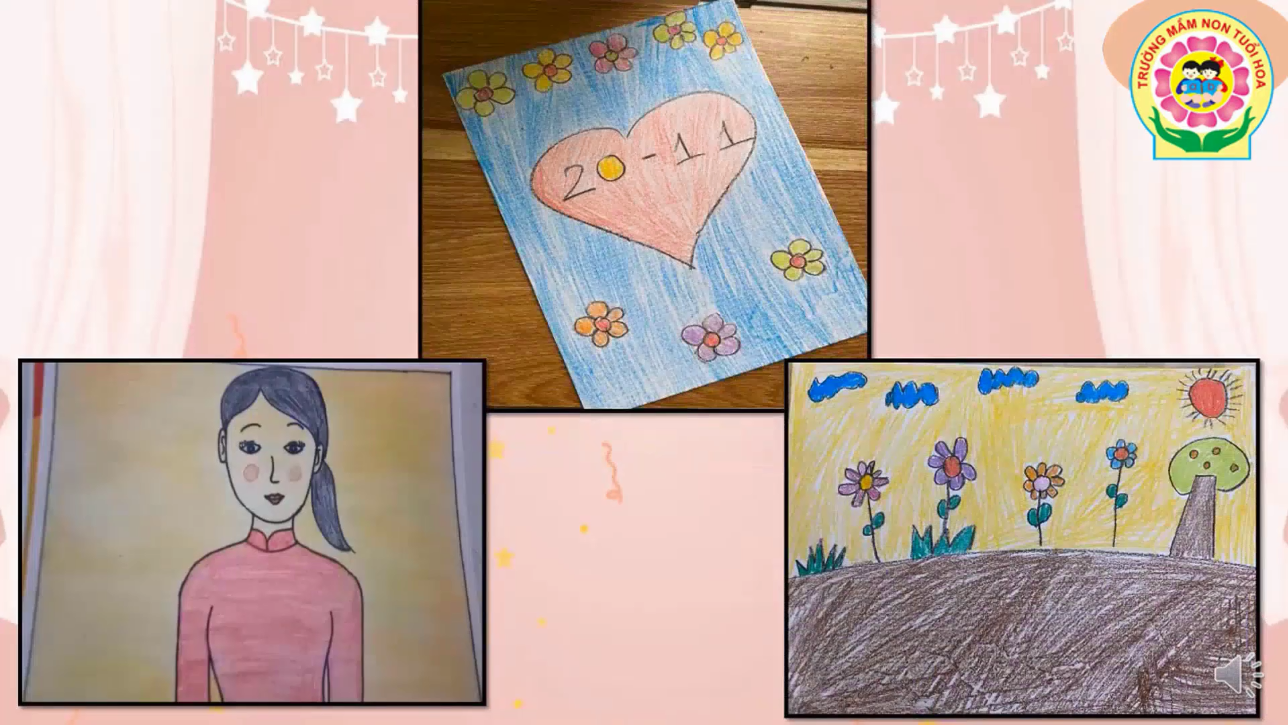 TRƯỜNG MẦM NON TUỔI HOA
20-11